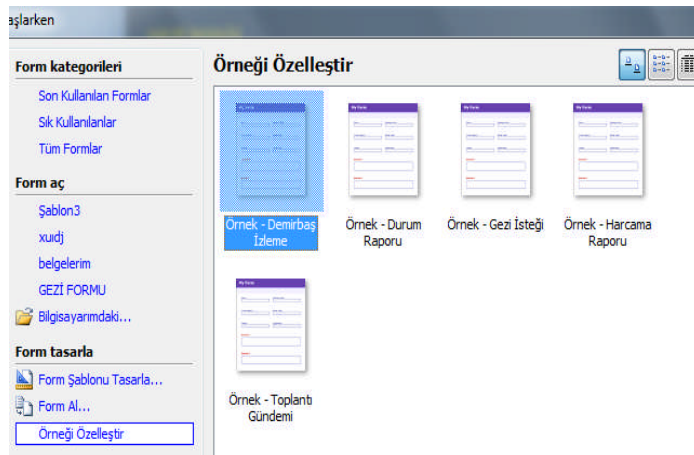 aşlarken
Form kategorileri
Son Kullanılan Formlar
Sık Kullanılanlar
Tüm Formlar
Form aç
Şablon3
xuıdj
belgelerim
GEZİ FORMU
Bilgisayarımdaki...
Form tasarla
Form Şablonu Tasarla...
Form Al...
Örneği Özelleştir
Örneği Özelleştir
Örnek - Demirbaş
İzleme
Örnek - Durum
Raporu
Örnek - Gezi İsteği
Örnek - Harcama
Raporu
Örnek - Toplantı
Gündemi